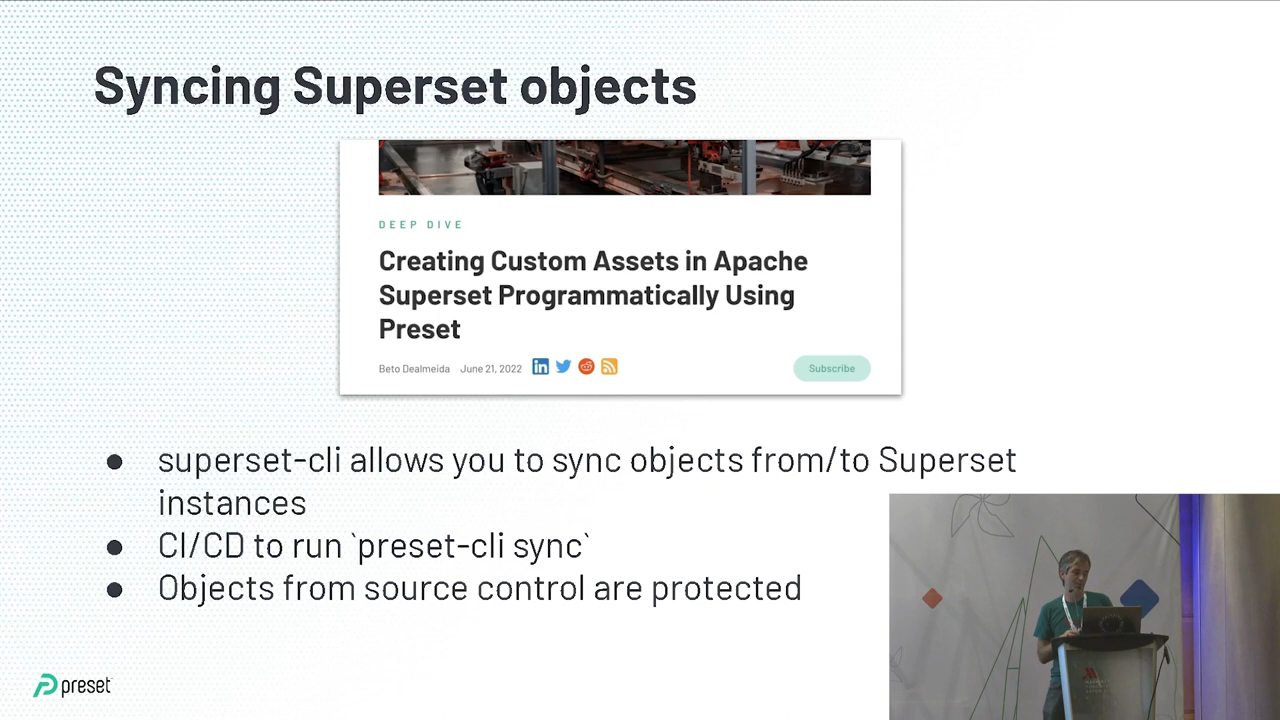 Syncing Superset objects
DEEP DIVE
Creating Custom Assets in Apache
Superset Programmatically Using
Preset
Beto Dealmeida June 21, 2022
Subscribe
● superset-cli allows you to sync objects from/to Superset
instances
● CI/CD to run `preset-cli sync`
● Objects from source control are protected
preset